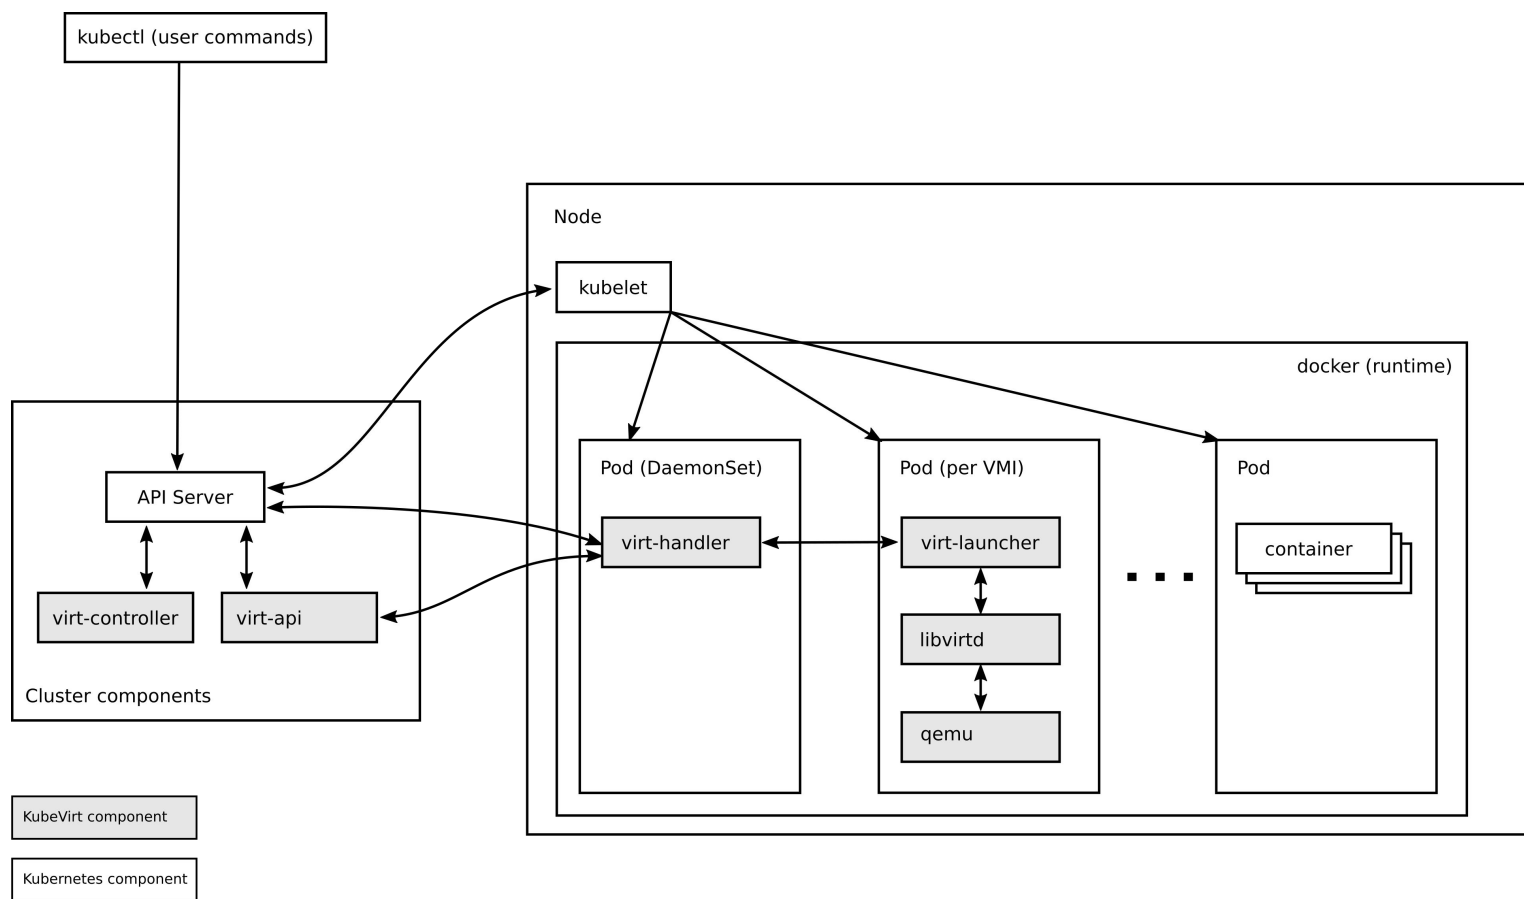 kubectl (user commands)
Node
kubelet
docker (runtime)
Pod (DaemonSet)
Pod (per VMI)
Pod
API Server
virt-handler
virt-launcher
container
virt-controller
virt-api
libvirtd
Cluster components
qemu
KubeVirt component
Kubernetes component